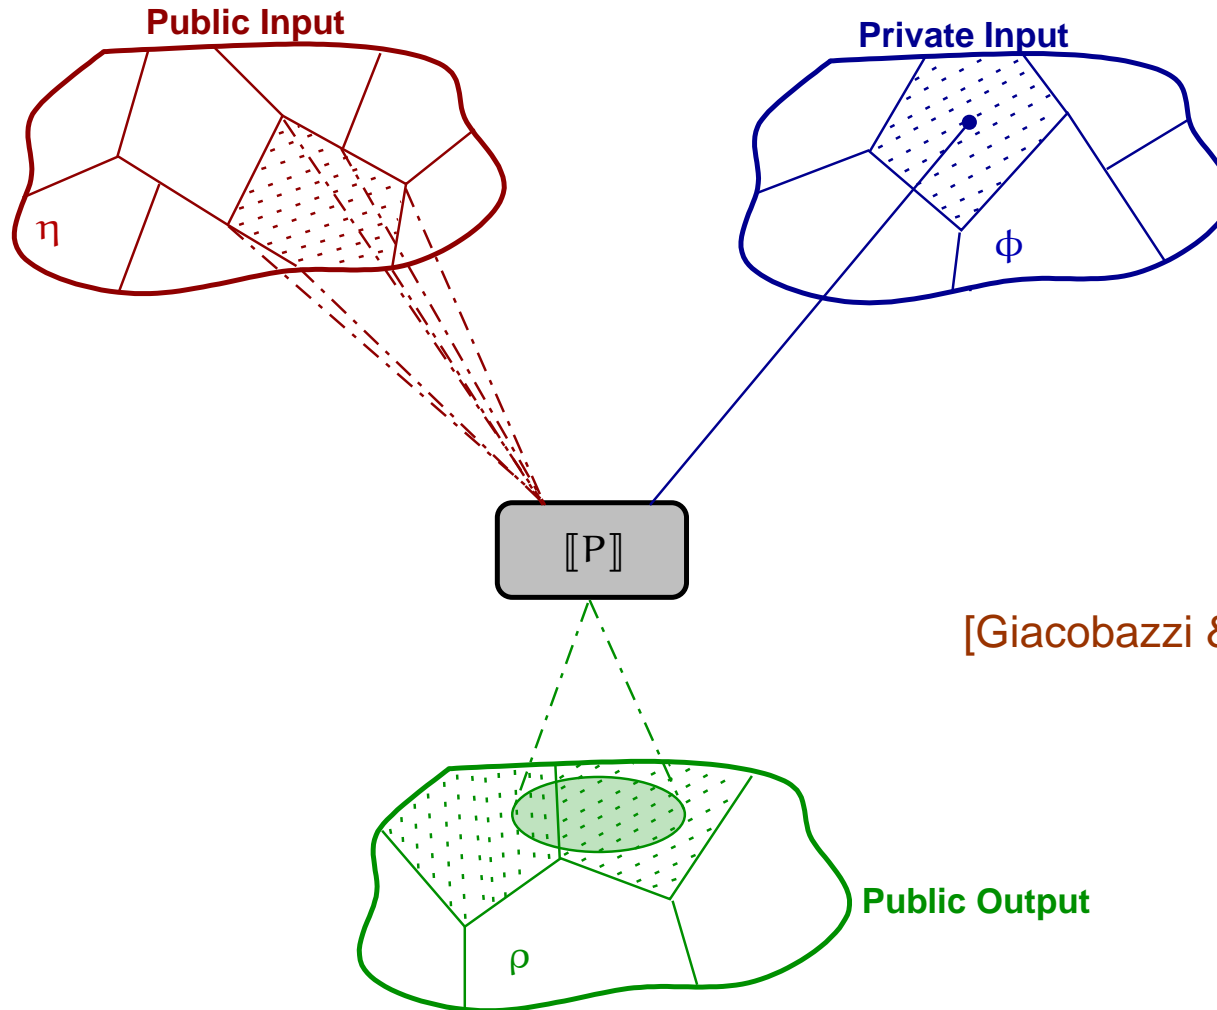 Public Input
Private Input
η
ϕ
⟦P⟧
[Giacobazzi &
Public Output
ρ